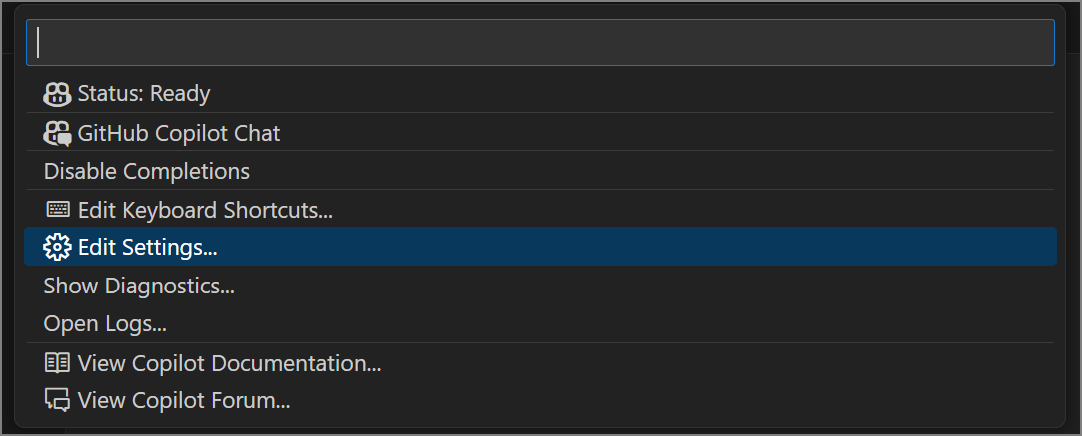 Status: Ready
GitHub Copilot Chat
Disable Completions
Edit Keyboard Shortcuts...
Edit Settings...
Show Diagnostics...
Open Logs...
View Copilot Documentation...
View Copilot Forum...